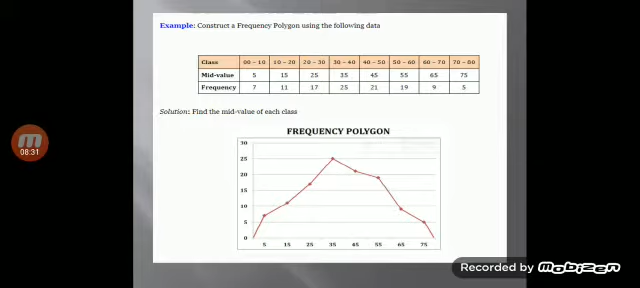 Example: Construct a Frequency Polygon using the following data
Class 00 – 10 10 – 20 20 – 30 30 – 40 40 – 50 50 – 60 60 – 70 70 – 80
Mid-value 5 15 25 35 45 55 65 75
Frequency 7 11 17 25 21 19 9 5
Solution: Find the mid-value of each class
08:31
FREQUENCY POLYGON
30
25
20
15
10
5
0
5 15 25 35 45 55 65 75
Recorded by mobizen